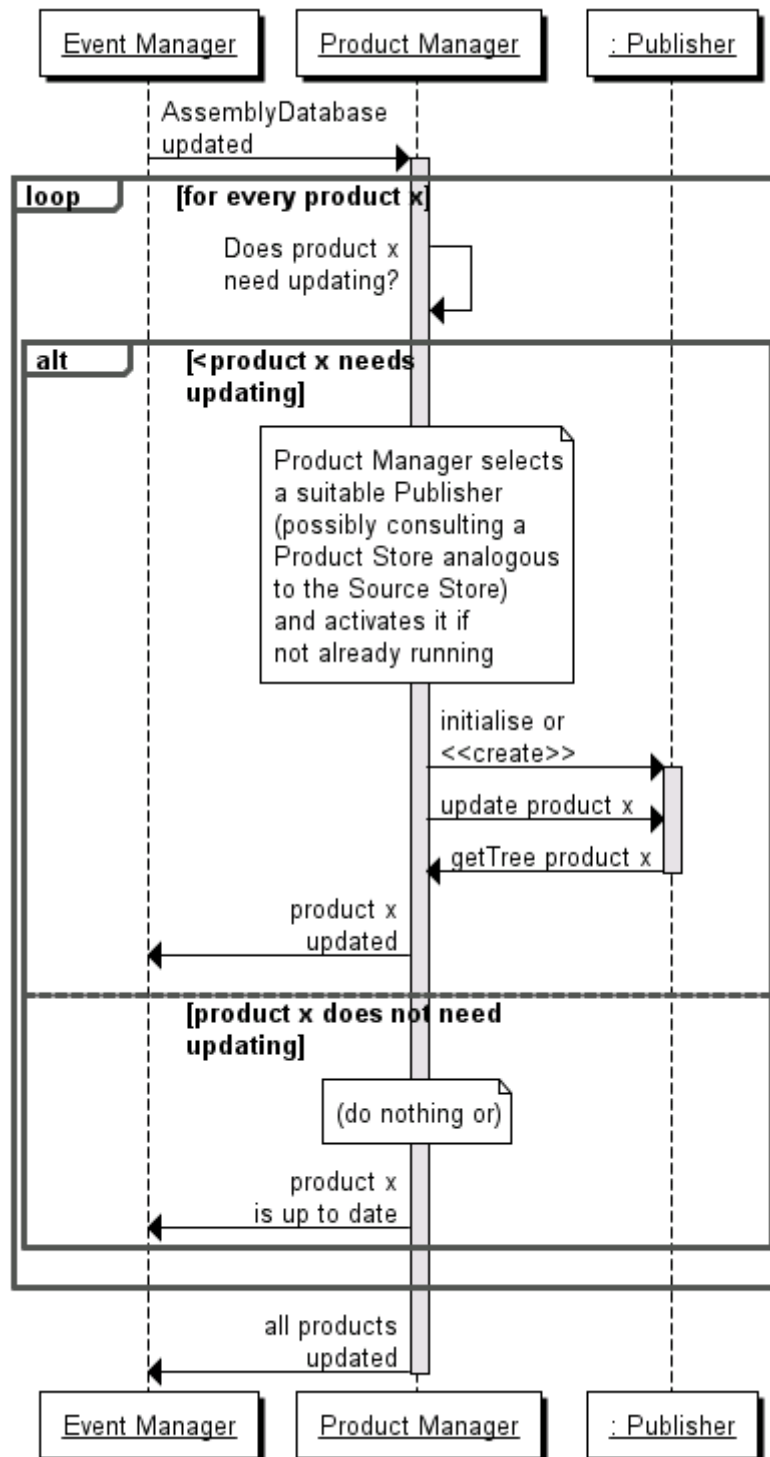 Event Manager
Product Manager
: Publisher
AssemblyDatabase
updated
loop
[for every product x]
Does product x
need updating?
alt
[<product x needs
updating]
Product Manager selects
a suitable Publisher
(possibly consulting a
Product Store analogous
to the Source Store)
and activates it if
not already running
initialise or
<<create>>
update product x
getTree product x
product x
updated
[product x does not need
updating]
(do nothing or)
product x
is up to date
all products
updated
Event Manager
Product Manager
: Publisher